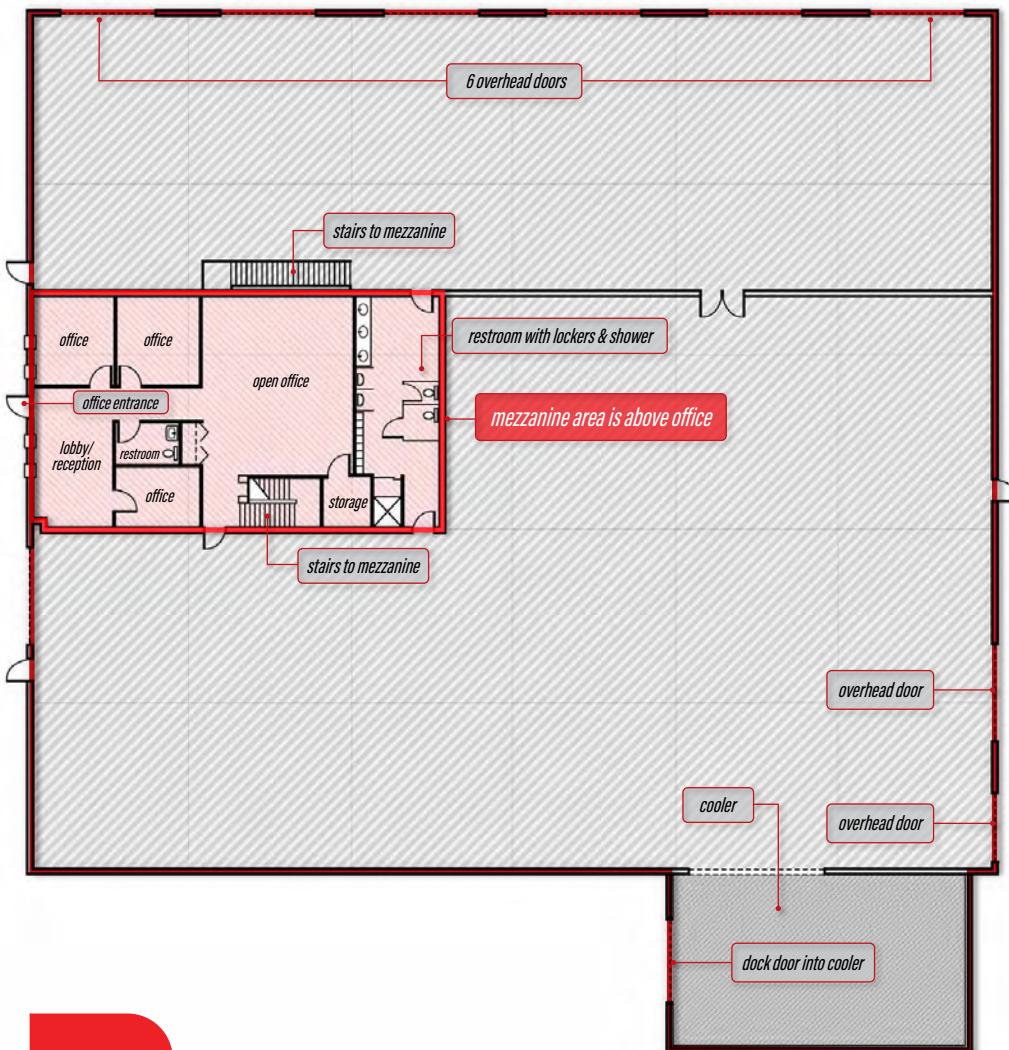 6 overhead doors
stairs to mezzanine
office
office
open office
restroom with lockers & shower
office entrance
mezzanine area is above office
lobby/
reception
restroom
office
storage
stairs to mezzanine
overhead door
cooler
overhead door
dock door into cooler